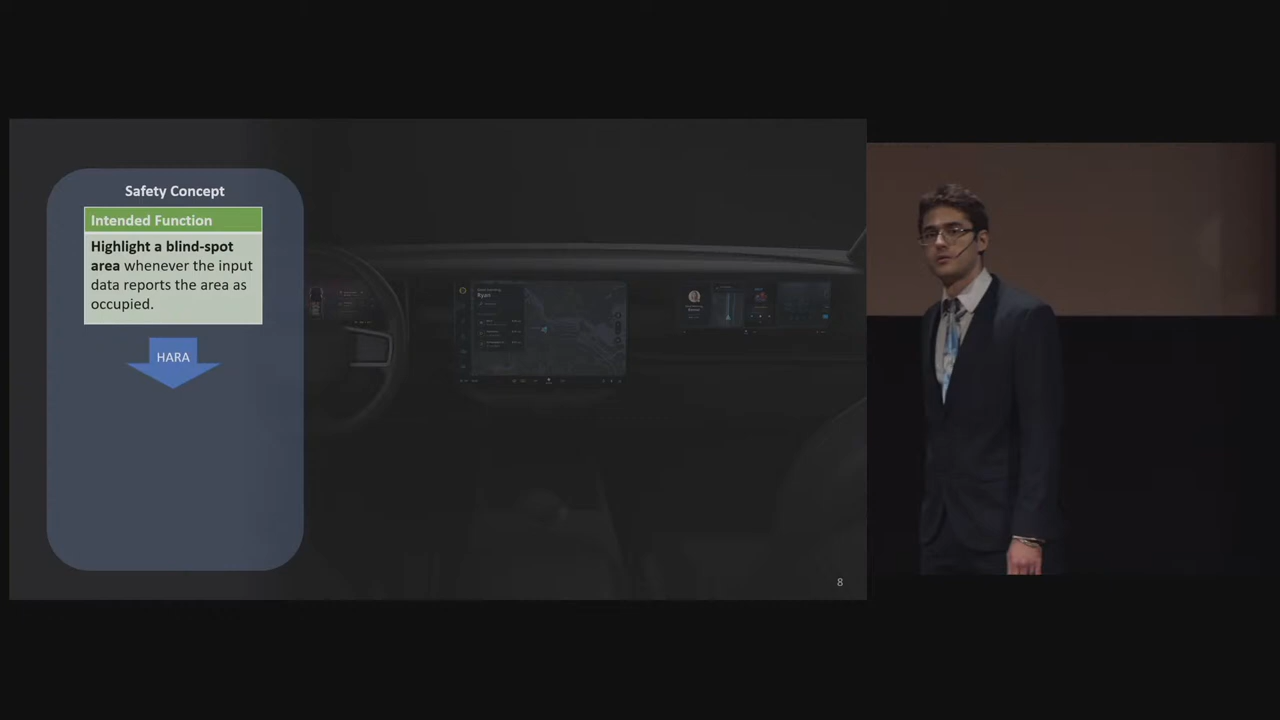 Safety Concept
Intended Function
Highlight a blind-spot
area whenever the input
data reports the area as
occupied.
HARA
Ryan
8